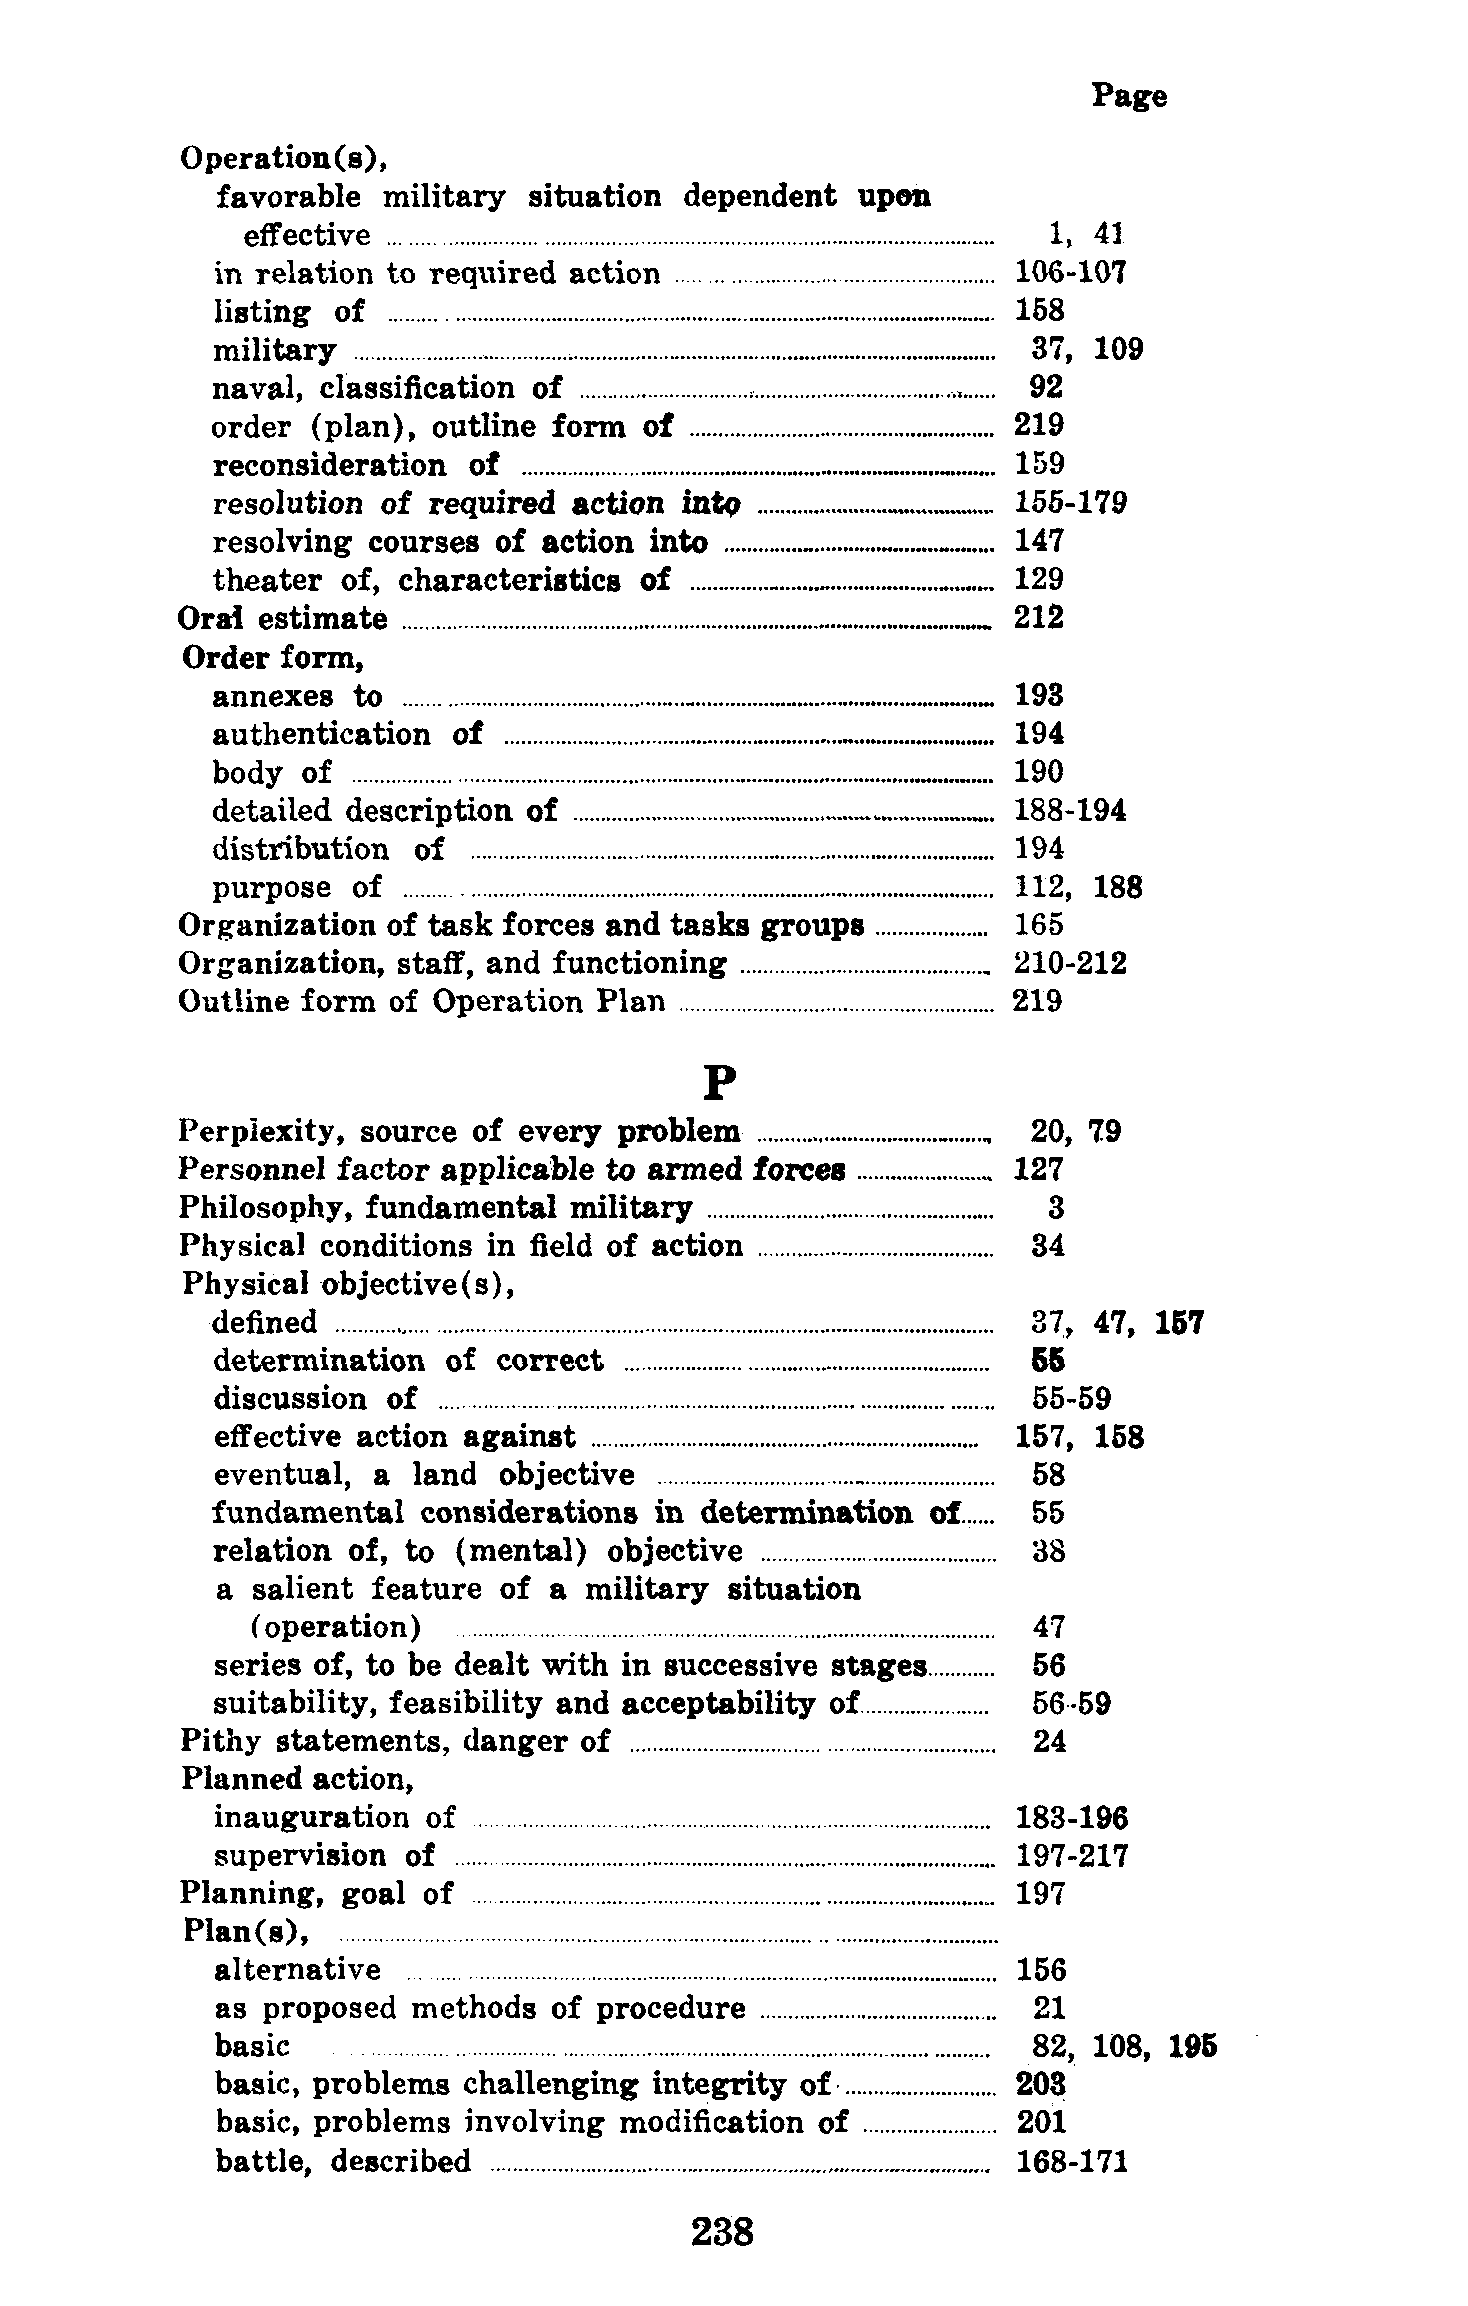 Page
Operation(s),
favorable military situation dependent upon
effective ........ 1, 41
in relation to required action ........ 106-107
listing of ........ 158
military ........ 37, 109
naval, classification of ........ 92
order (plan), outline form of ........ 219
reconsideration of ........ 159
resolution of required action into ........ 155-179
resolving courses of action into ........ 147
theater of, characteristics of ........ 129
Oral estimate ........ 212
Order form,
annexes to ........ 193
authentication of ........ 194
body of ........ 190
detailed description of ........ 188-194
distribution of ........ 194
purpose of ........ 112, 188
Organization of task forces and tasks groups ........ 165
Organization, staff, and functioning ........ 210-212
Outline form of Operation Plan ........ 219
P
Perplexity, source of every problem ........ 20, 79
Personnel factor applicable to armed forces ........ 127
Philosophy, fundamental military ........ 3
Physical conditions in field of action ........ 34
Physical objective(s),
defined ........ 37, 47, 157
determination of correct ........ 55
discussion of ........ 55-59
effective action against ........ 157, 158
eventual, a land objective ........ 58
fundamental considerations in determination of ........ 55
relation of, to (mental) objective ........ 38
a salient feature of a military situation
(operation) ........ 47
series of, to be dealt with in successive stages ........ 56
suitability, feasibility and acceptability of ........ 56-59
Pithy statements, danger of ........ 24
Planned action,
inauguration of ........ 183-196
supervision of ........ 197-217
Planning, goal of ........ 197
Plan(s), ........
alternative ........ 156
as proposed methods of procedure ........ 21
basic ........ 82, 108, 195
basic, problems challenging integrity of ........ 203
basic, problems involving modification of ........ 201
battle, described ........ 168-171
238